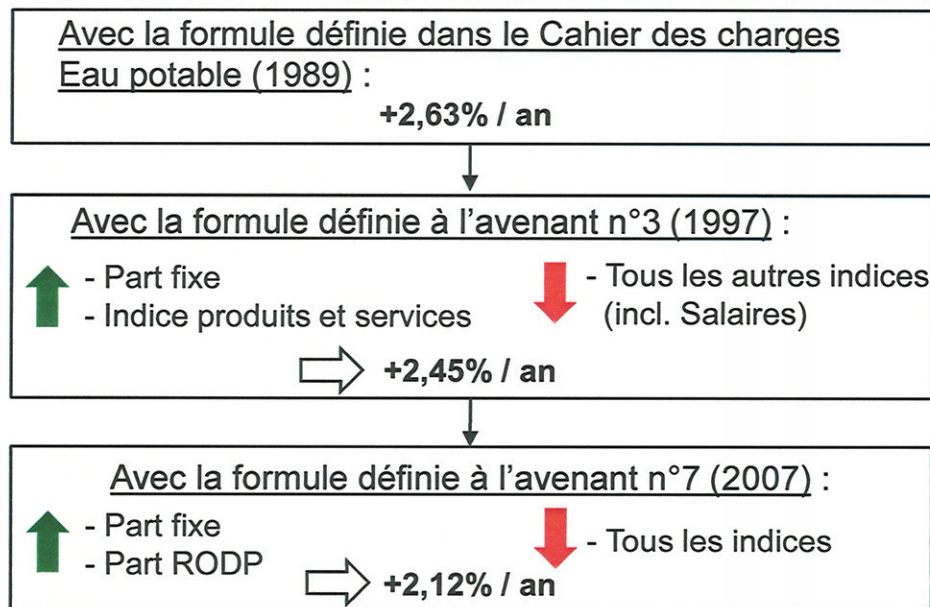 Avec la formule définie dans le Cahier des charges
Eau potable (1989) :
+2,63% / an
Avec la formule définie à l’avenant n°3 (1997) :
- Part fixe
- Indice produits et services
- Tous les autres indices
(incl. Salaires)
+2,45% / an
Avec la formule définie à l’avenant n°7 (2007) :
- Part fixe
- Part RODP
- Tous les indices
+2,12% / an